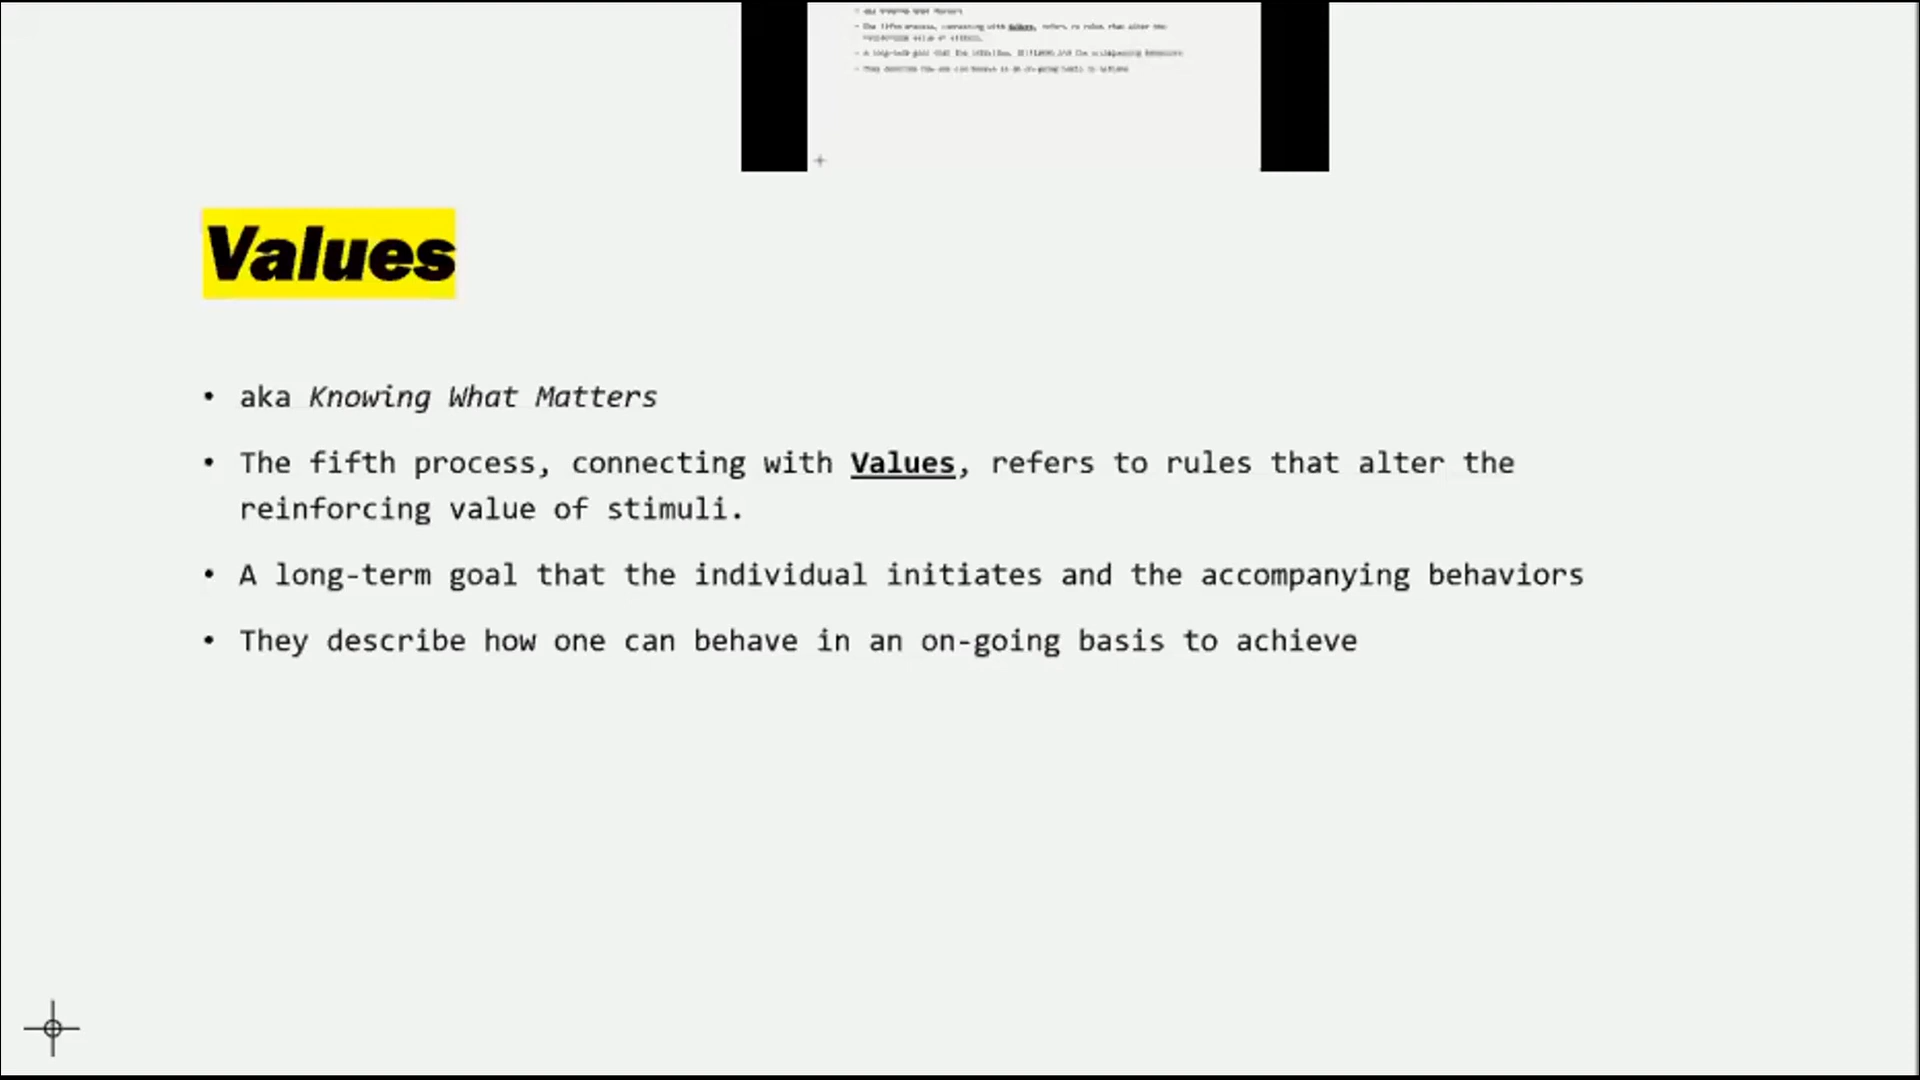 Values
• aka Knowing What Matters
• The fifth process, connecting with Values, refers to rules that alter the
reinforcing value of stimuli.
• A long-term goal that the individual initiates and the accompanying behaviors
• They describe how one can behave in an on-going basis to achieve